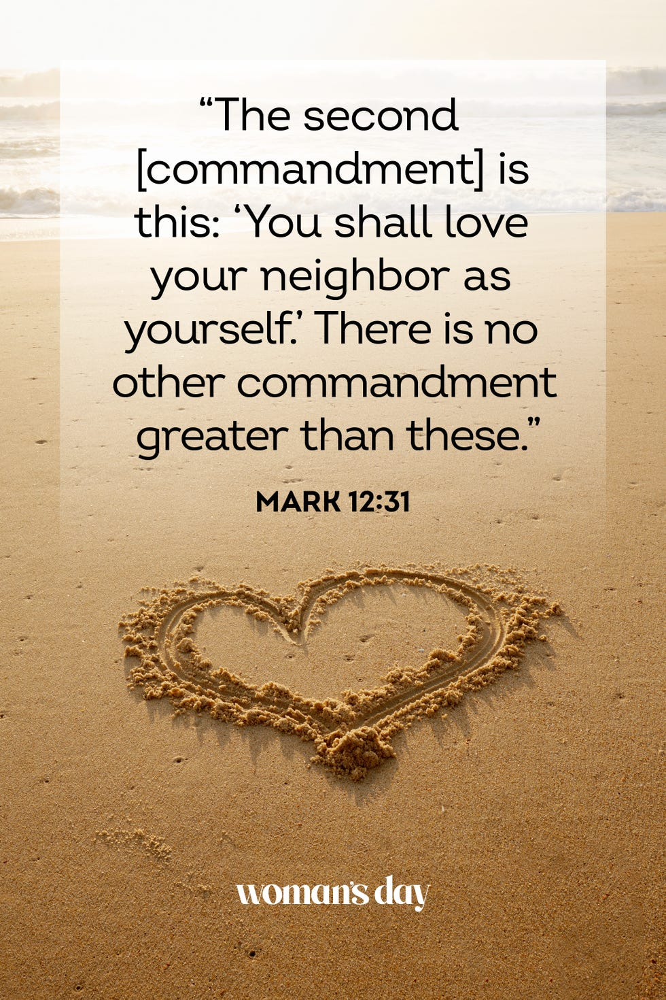 “The second
[commandment] is
this: ‘You shall love
your neighbor as
yourself.’ There is no
other commandment
greater than these.”
MARK 12:31
woman's day